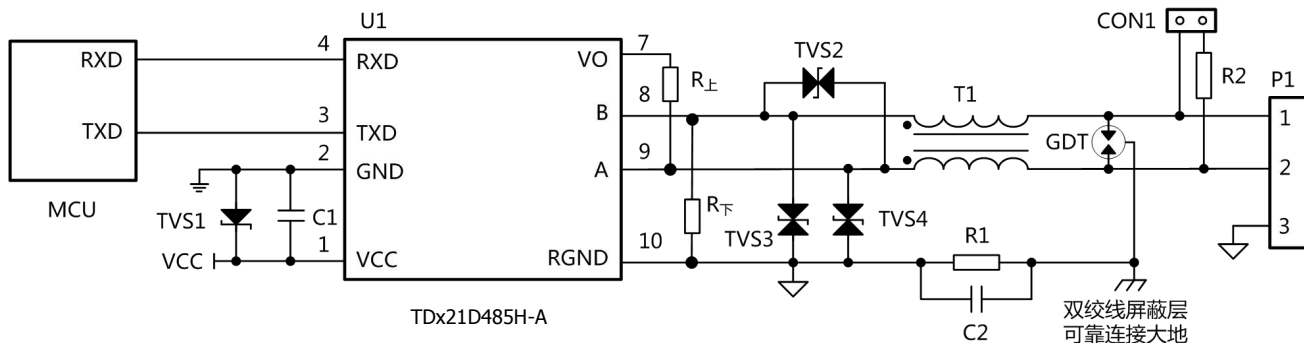 U1
CON1
RXD
4
RXD
VO
7
TVS2
R上
T1
R2
P1
TXD
3
TXD
B
8
1
GDT
2
GND
A
9
2
MCU
TVS1
C1
R下
TVS3
TVS4
VCC
1
VCC
RGND
10
R1
3
C2
TDx21D485H-A
双绞线屏蔽层
可靠连接大地